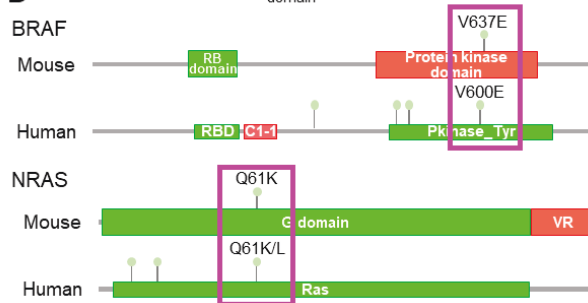 domain
BRAF
V637E
Mouse
RB
domain
Protein kinase
domain
V600E
Human
RBD
C1-1
Pkinase_Tyr
NRAS
Q61K
Mouse
G domain
VR
Q61K/L
Human
Ras